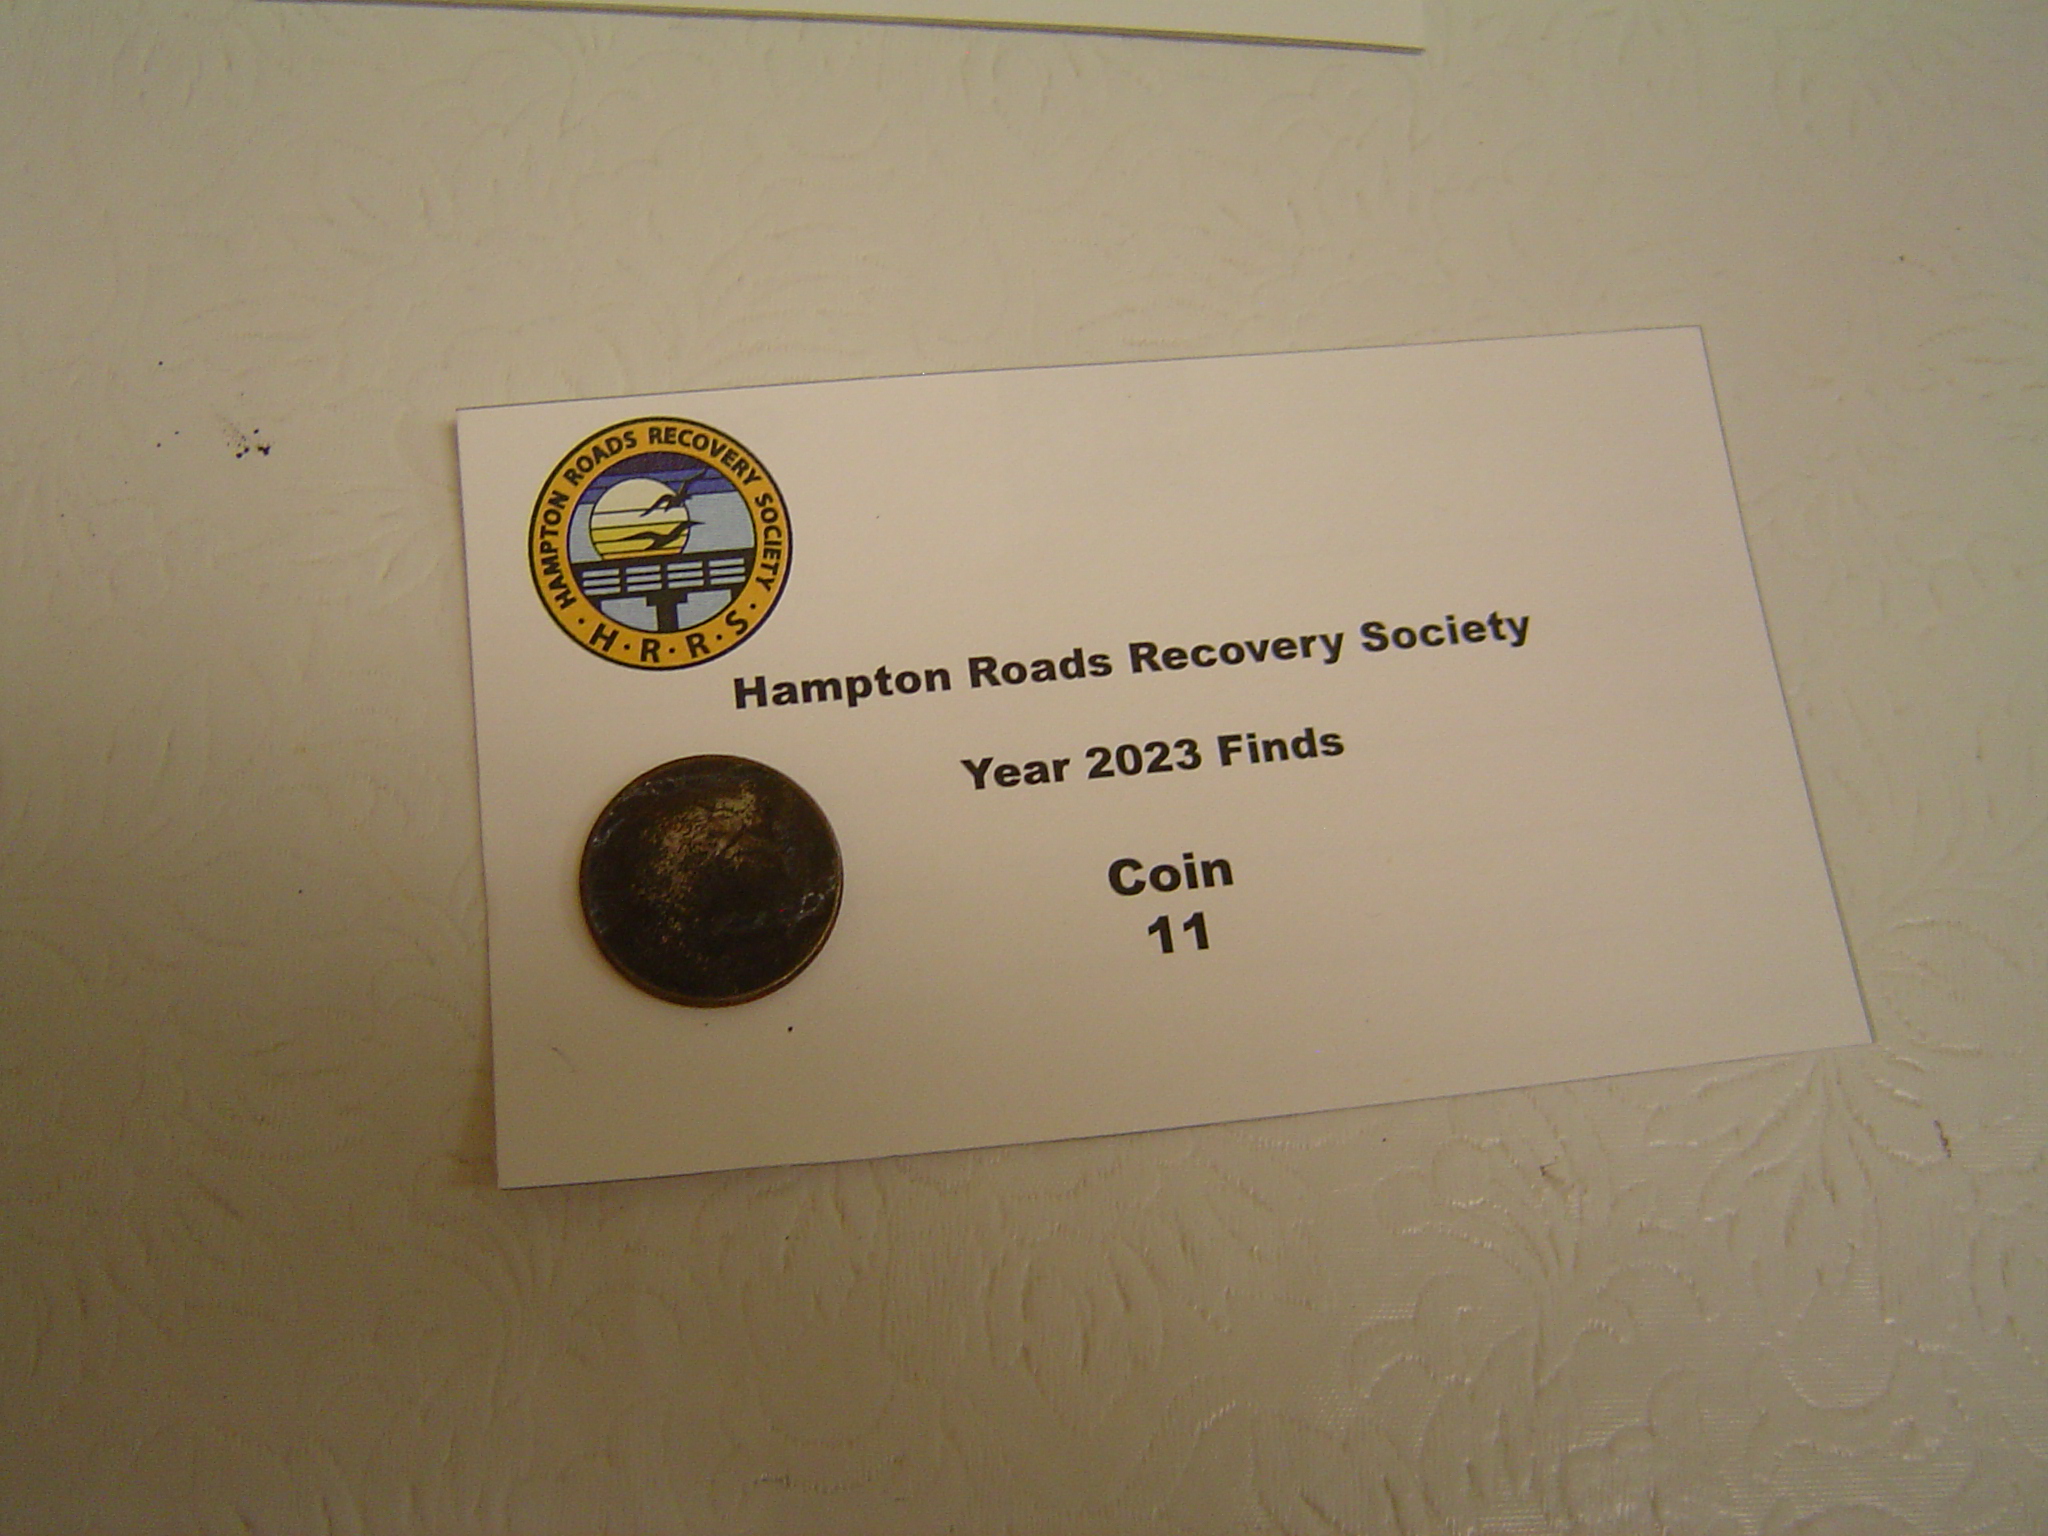 HAMPTON ROADS RECOVERY SOCIETY
· H · R · R · S ·
Hampton Roads Recovery Society
Year 2023 Finds
Coin
11